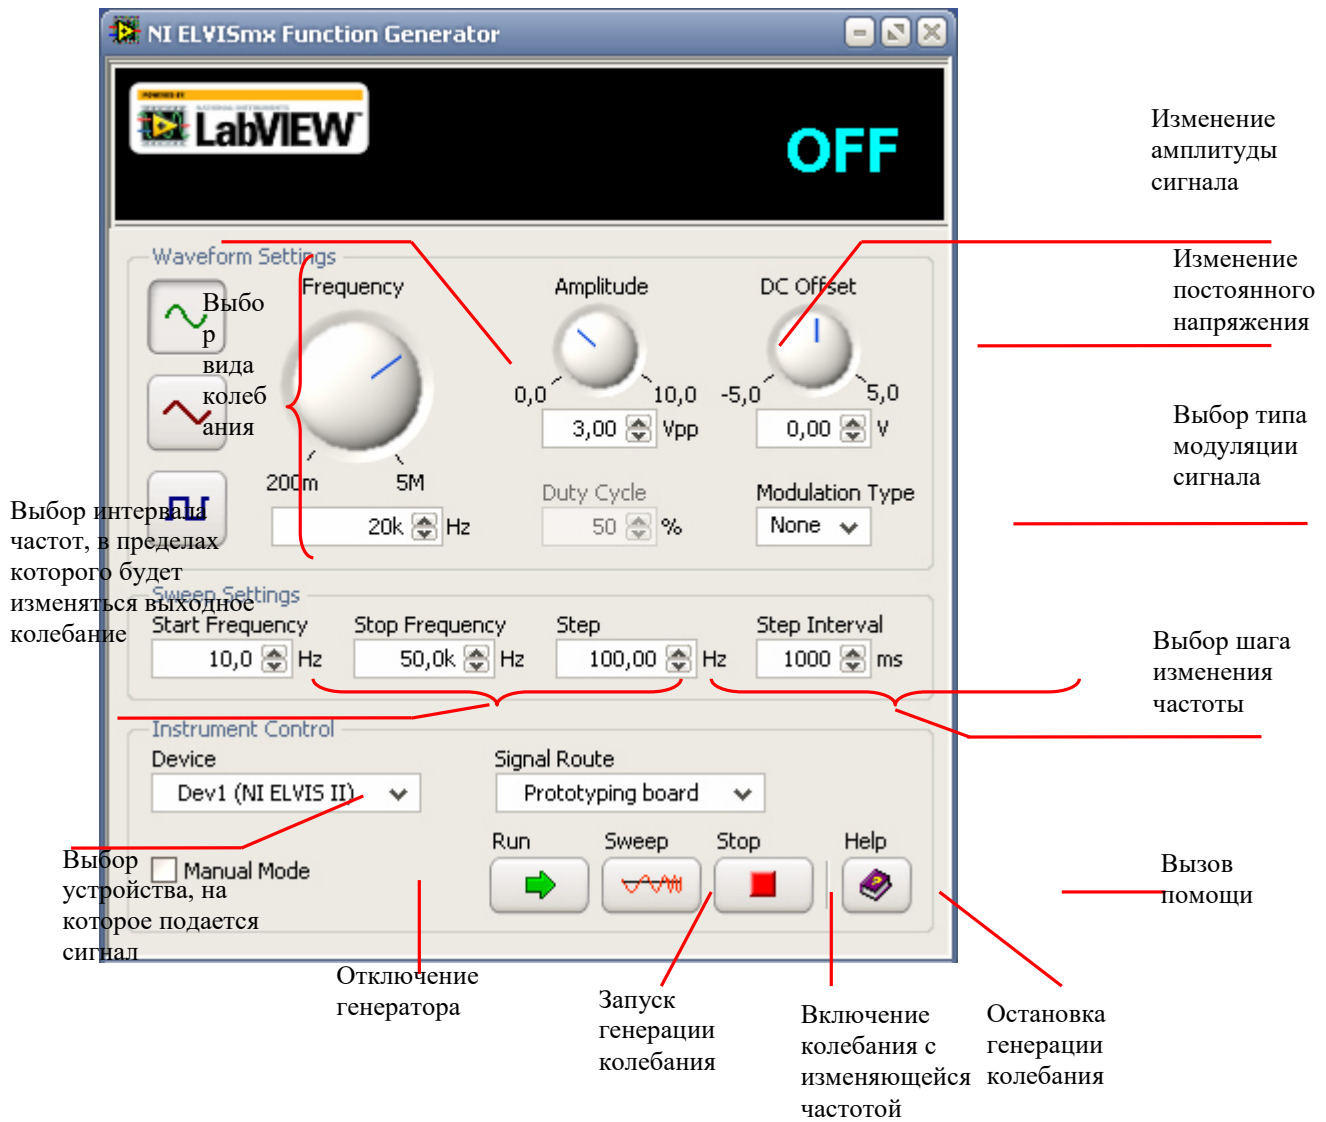 NI ELVISmx Function Generator
POWERED BY
NATIONAL INSTRUMENTS
LabVIEW
OFF
Изменение
амплитуды
сигнала
Waveform Settings
Frequency
Amplitude
DC Offset
Изменение
постоянного
напряжения
Выбо
р
вида
колеб
ания
0,0
10,0
-5,0
5,0
3,00 Vpp
0,00 V
Выбор типа
модуляции
сигнала
200m
5M
20k Hz
Duty Cycle
50 %
Modulation Type
None
Выбор интервала
частот, в пределах
которого будет
изменяться выходное
колебание
Sweep Settings
Start Frequency
Stop Frequency
Step
Step Interval
10,0 Hz
50,0k Hz
100,00 Hz
1000 ms
Выбор шага
изменения
частоты
Instrument Control
Device
Signal Route
Dev1 (NI ELVIS II)
Prototyping board
Run
Sweep
Stop
Help
Manual Mode
Выбор
устройства, на
которое подается
сигнал
Вызов
помощи
Отключение
генератора
Запуск
генерации
колебания
Включение
колебания с
изменяющейся
частотой
Остановка
генерации
колебания